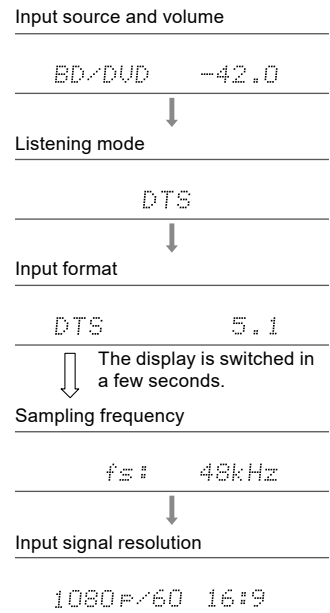 Input source and volume
BD/DVD -42.0
Listening mode
DTS
Input format
DTS 5.1
The display is switched in
a few seconds.
Sampling frequency
fs: 48kHz
Input signal resolution
1080p/60 16:9